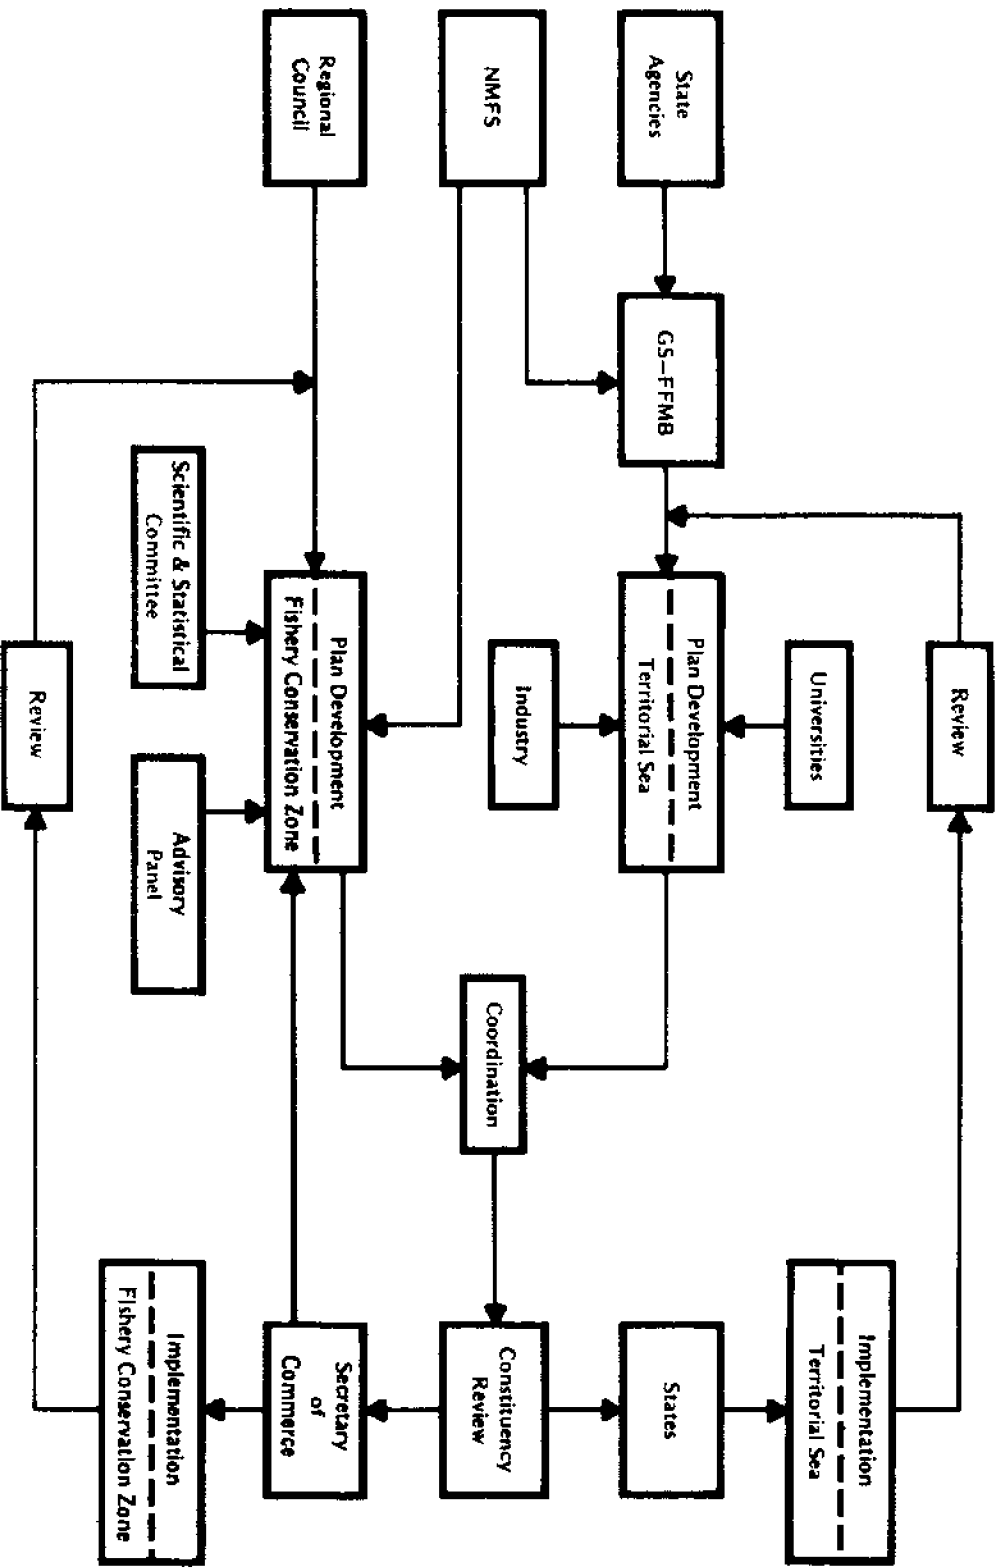 Review
Universities
Implementation
Territorial Sea
State
Agencies
GS–FFMB
Plan Development
Territorial Sea
States
NMFS
Industry
Coordination
Constituency
Review
Regional
Council
Plan Development
Fishery Conservation Zone
Secretary
of
Commerce
Scientific & Statistical
Committee
Advisory
Panel
Implementation
Fishery Conservation Zone
Review